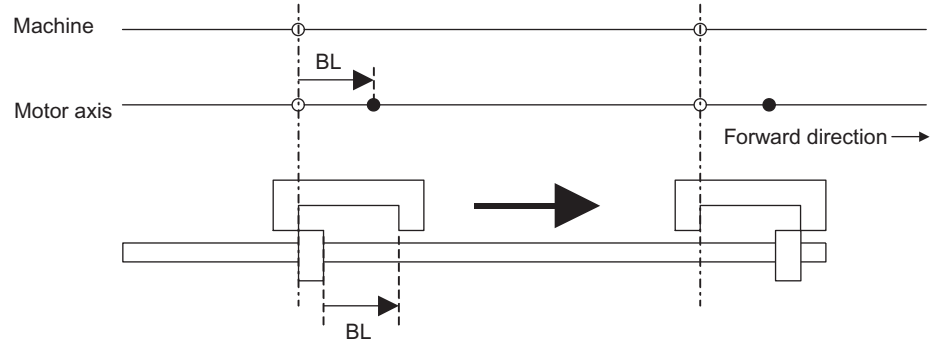 Machine
BL
Motor axis
Forward direction
BL